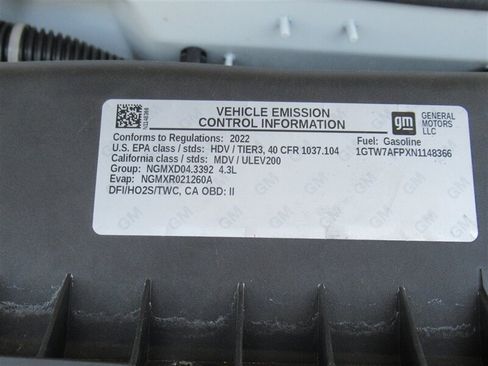 N1148366
VEHICLE EMISSION
CONTROL INFORMATION
gm
GENERAL
MOTORS
LLC
Conforms to Regulations: 2022
Fuel: Gasoline
U.S. EPA class / stds: HDV / TIER3, 40 CFR 1037.104
1GTW7AFPXN1148366
California class / stds: MDV / ULEV200
Group: NGMXD04.3392 4.3L
Evap: NGMXR021260A
DFI/HO2S/TWC, CA OBD: II